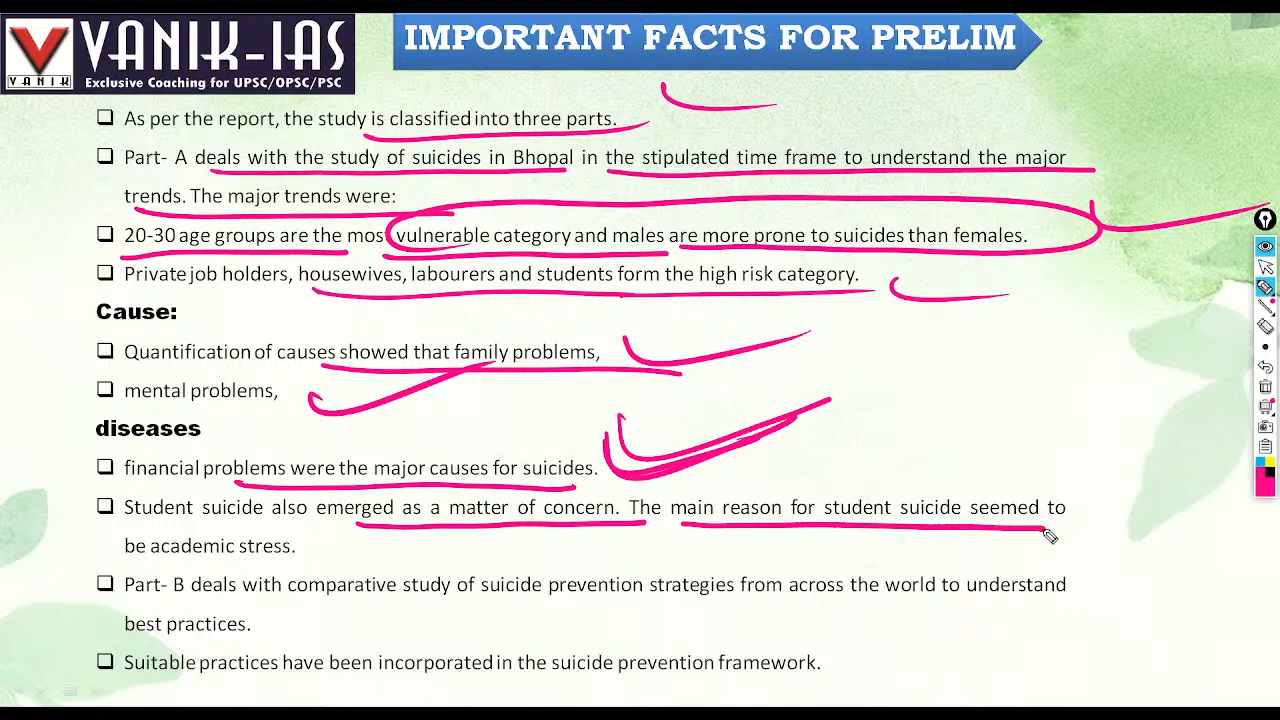 VANIK-IAS
VANIK
Exclusive Coaching for UPSC/OPSC/PSC
IMPORTANT FACTS FOR PRELIM
❑ As per the report, the study is classified into three parts.
❑ Part- A deals with the study of suicides in Bhopal in the stipulated time frame to understand the major
trends. The major trends were:
❑ 20-30 age groups are the mos vulnerable category and males are more prone to suicides than females.
❑ Private job holders, housewives, labourers and students form the high risk category.
Cause:
❑ Quantification of causes showed that family problems,
❑ mental problems,
diseases
❑ financial problems were the major causes for suicides.
❑ Student suicide also emerged as a matter of concern. The main reason for student suicide seemed to
be academic stress.
❑ Part- B deals with comparative study of suicide prevention strategies from across the world to understand
best practices.
❑ Suitable practices have been incorporated in the suicide prevention framework.